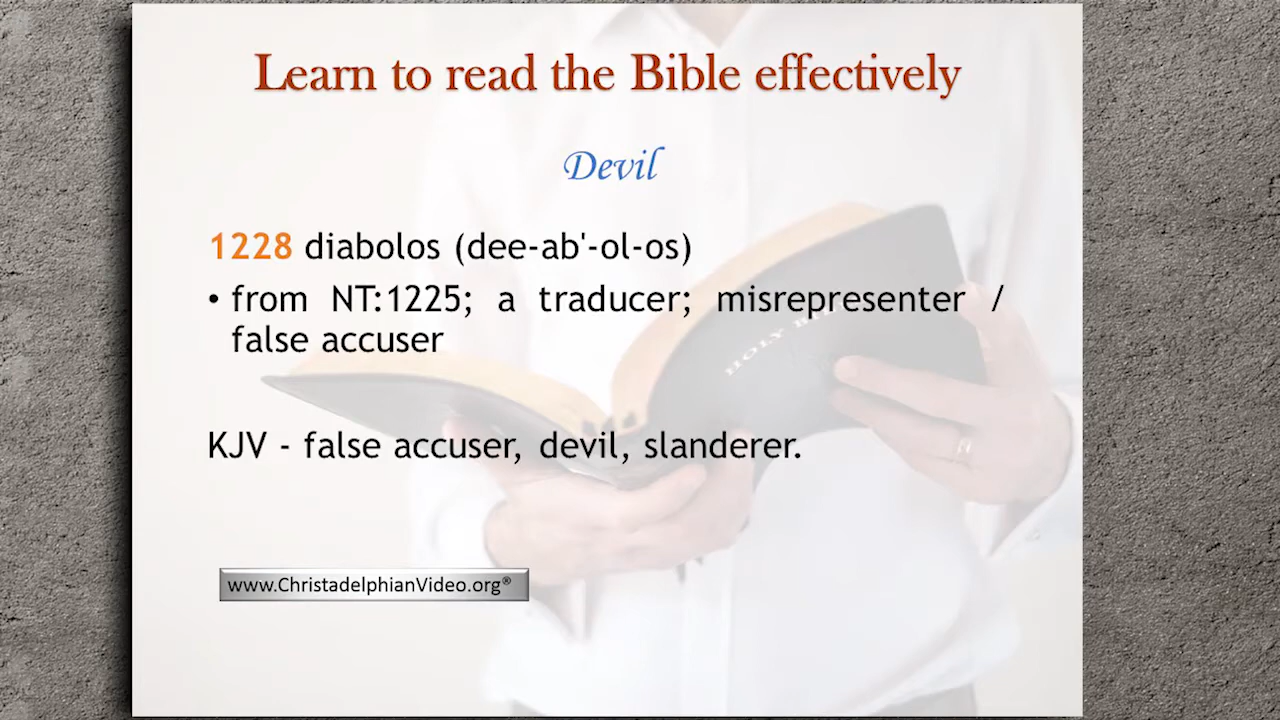 Learn to read the Bible effectively
Devil
1228 diabolos (dee-ab'-ol-os)
• from NT:1225; a traducer; misrepresenter /
false accuser
KJV - false accuser, devil, slanderer.
www.ChristadelphianVideo.org®